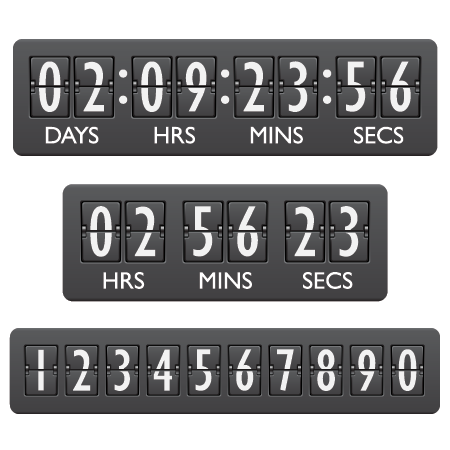 02:09:23:56
DAYS HRS MINS SECS
02 56 23
HRS MINS SECS
1234567890